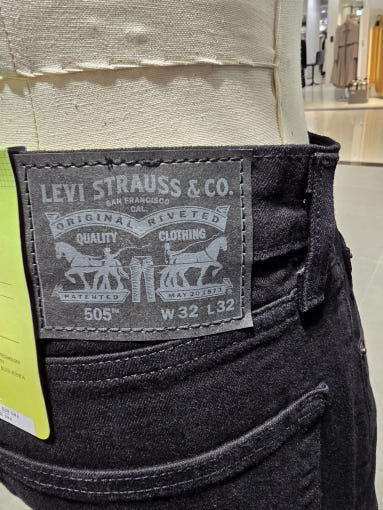 LEVI STRAUSS & CO.
SAN FRANCISCO
CAL.
ORIGINAL RIVETED
QUALITY CLOTHING
PATENTED MAY 20 1873
505™ W 32 L 32